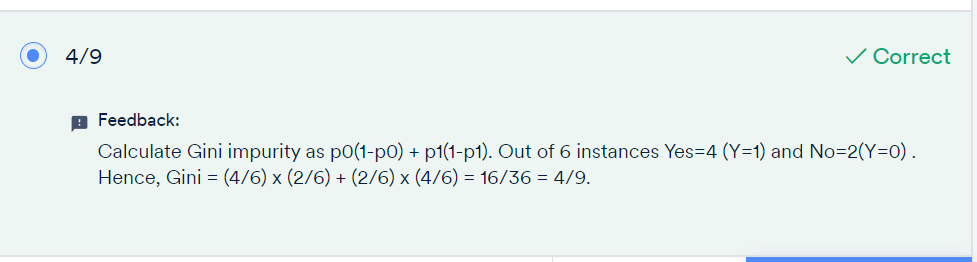 4/9
✓ Correct
Feedback:
Calculate Gini impurity as p0(1-p0) + p1(1-p1). Out of 6 instances Yes=4 (Y=1) and No=2(Y=0) .
Hence, Gini = (4/6) x (2/6) + (2/6) x (4/6) = 16/36 = 4/9.